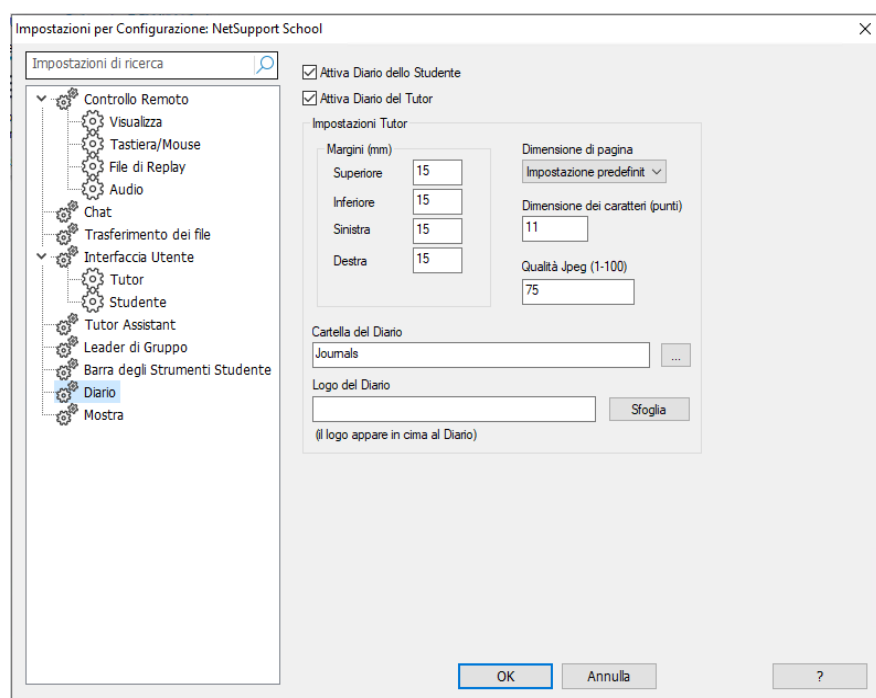 Impostazioni per Configurazione: NetSupport School
Impostazioni di ricerca
Controllo Remoto
Visualizza
Tastiera/Mouse
File di Replay
Audio
Chat
Trasferimento dei file
Interfaccia Utente
Tutor
Studente
Tutor Assistant
Leader di Gruppo
Barra degli Strumenti Studente
Diario
Mostra
Attiva Diario dello Studente
Attiva Diario del Tutor
Impostazioni Tutor
Margini (mm)
Superiore 15
Inferiore 15
Sinistra 15
Destra 15
Dimensione di pagina
Impostazione predefinit
Dimensione dei caratteri (punti)
11
Qualità Jpeg (1-100)
75
Cartella del Diario
Journals ...
Logo del Diario
Sfoglia
(il logo appare in cima al Diario)
OK Annulla ?